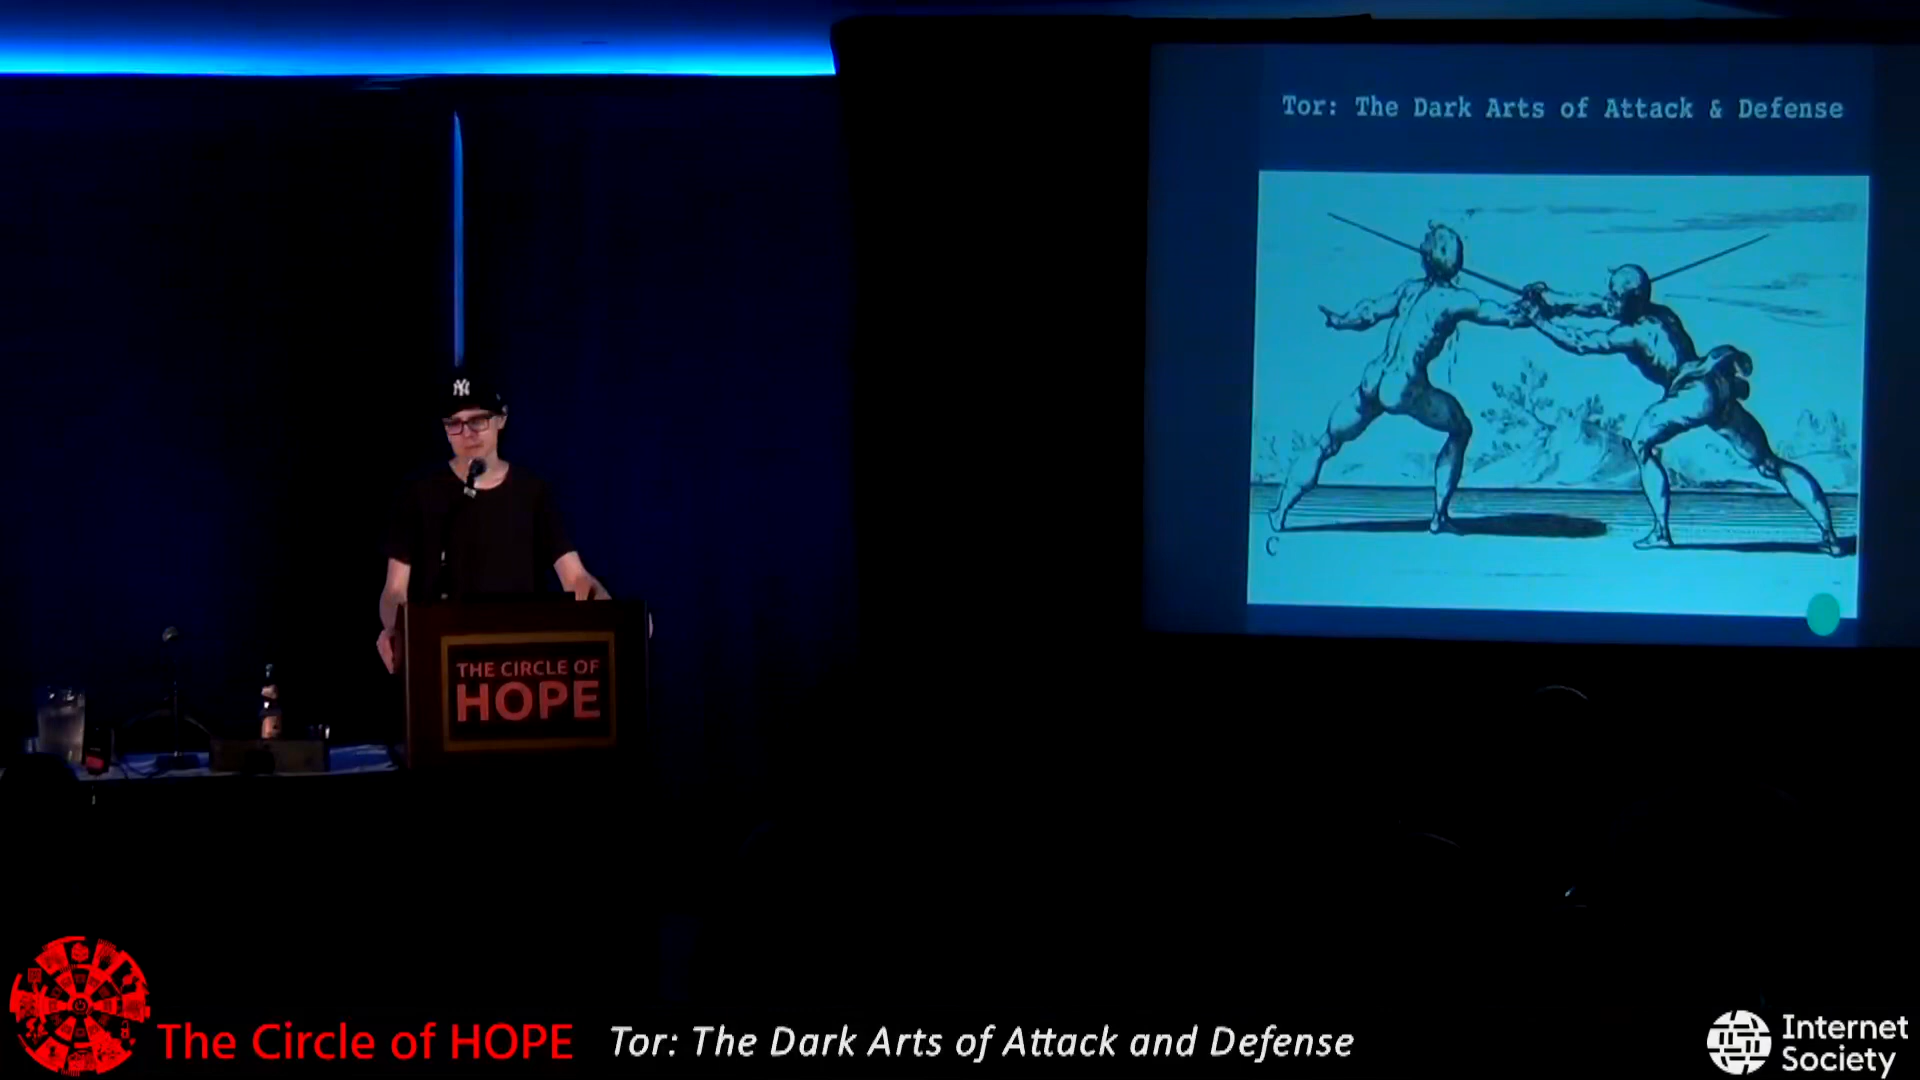 Tor: The Dark Arts of Attack & Defense
C
NY
THE CIRCLE OF
HOPE
The Circle of HOPE
Tor: The Dark Arts of Attack and Defense
Internet
Society